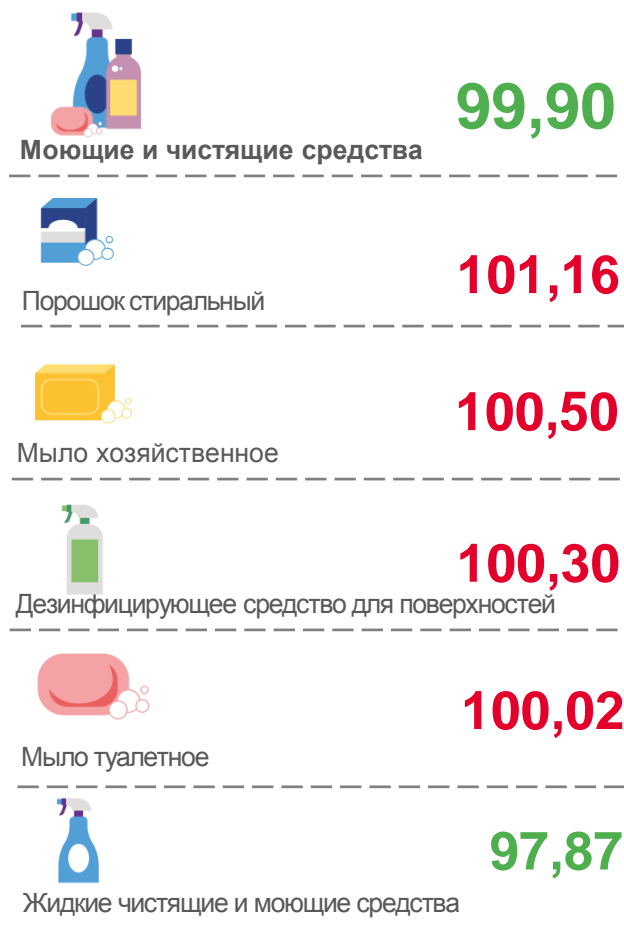 99,90
Моющие и чистящие средства
101,16
Порошок стиральный
100,50
Мыло хозяйственное
100,30
Дезинфицирующее средство для поверхностей
100,02
Мыло туалетное
97,87
Жидкие чистящие и моющие средства